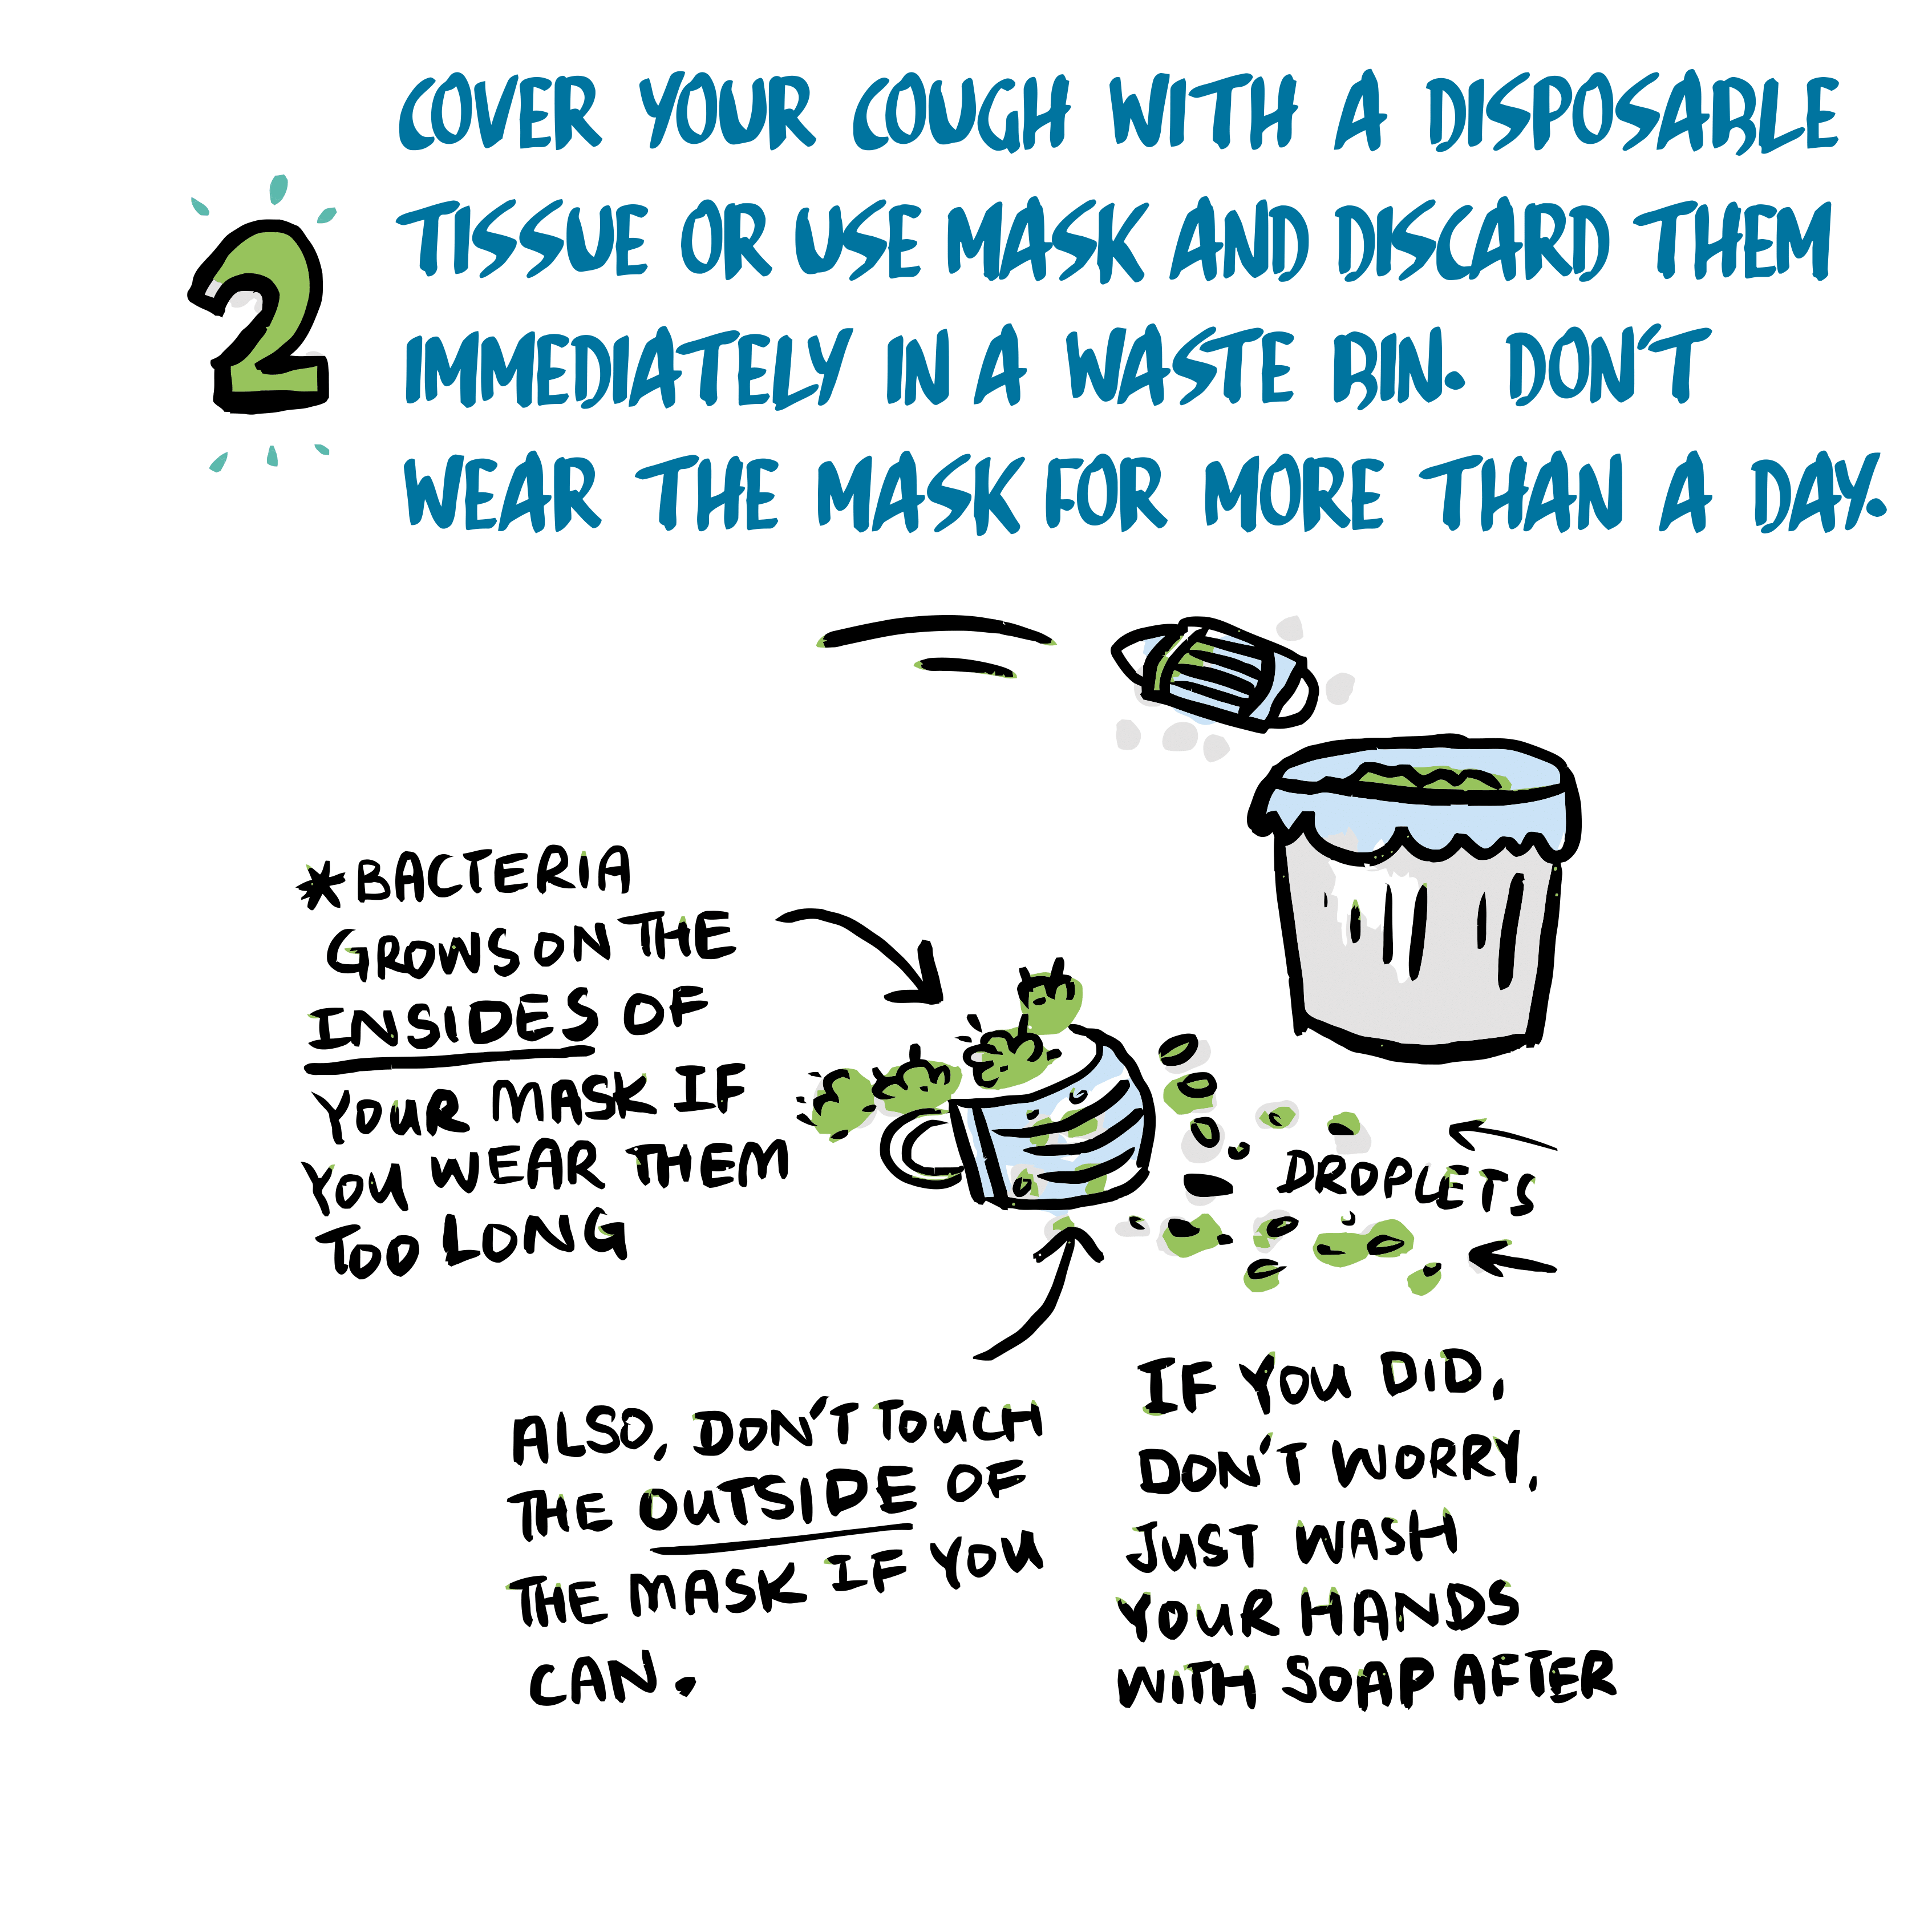 2
COVER YOUR COUGH WITH A DISPOSABLE
TISSUE OR USE MASK AND DISCARD THEM
IMMEDIATELY IN A WASTE BIN. DON'T
WEAR THE MASK FOR MORE THAN A DAY.
*BACTERIA
GROWS ON THE
INSIDES OF
YOUR MASK IF
YOU WEAR THEM
TOO LONG
DROPLETS
ALSO, DON'T TOUCH
THE OUTSIDE OF
THE MASK IF YOU
CAN.
IF YOU DID,
DON'T WORRY,
JUST WASH
YOUR HANDS
WITH SOAP AFTER